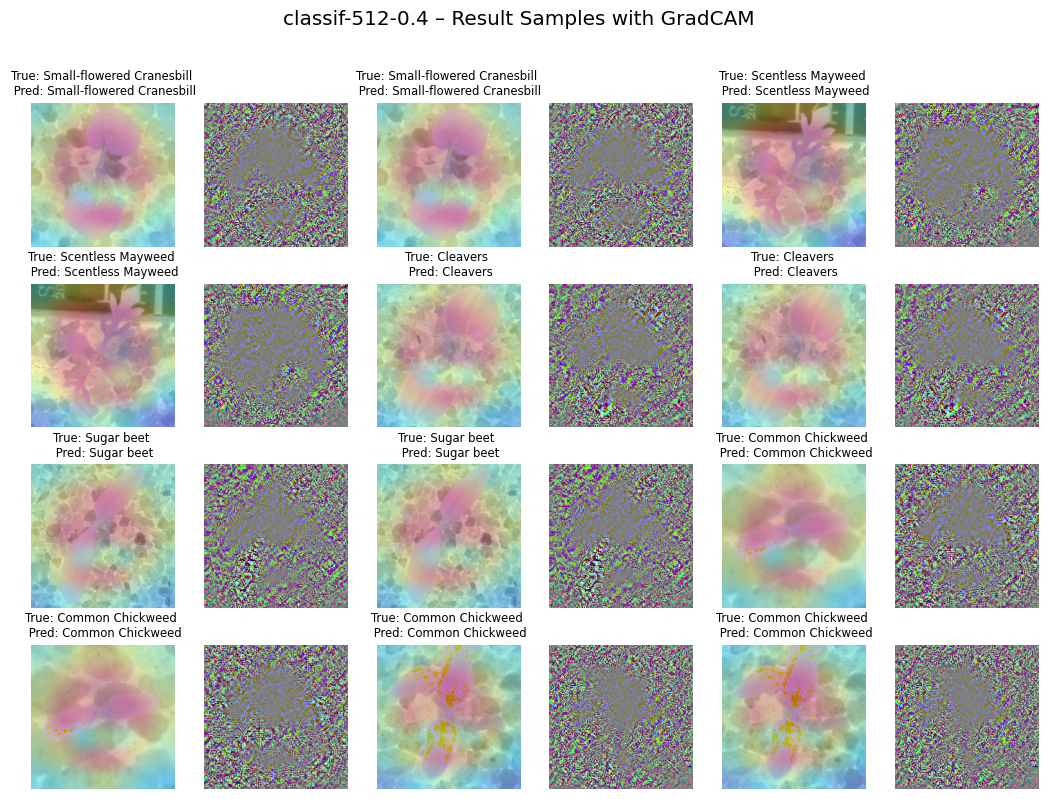 classif-512-0.4 – Result Samples with GradCAM
True: Small-flowered Cranesbill
Pred: Small-flowered Cranesbill
True: Small-flowered Cranesbill
Pred: Small-flowered Cranesbill
True: Scentless Mayweed
Pred: Scentless Mayweed
True: Scentless Mayweed
Pred: Scentless Mayweed
True: Cleavers
Pred: Cleavers
True: Cleavers
Pred: Cleavers
True: Sugar beet
Pred: Sugar beet
True: Sugar beet
Pred: Sugar beet
True: Common Chickweed
Pred: Common Chickweed
True: Common Chickweed
Pred: Common Chickweed
True: Common Chickweed
Pred: Common Chickweed
True: Common Chickweed
Pred: Common Chickweed